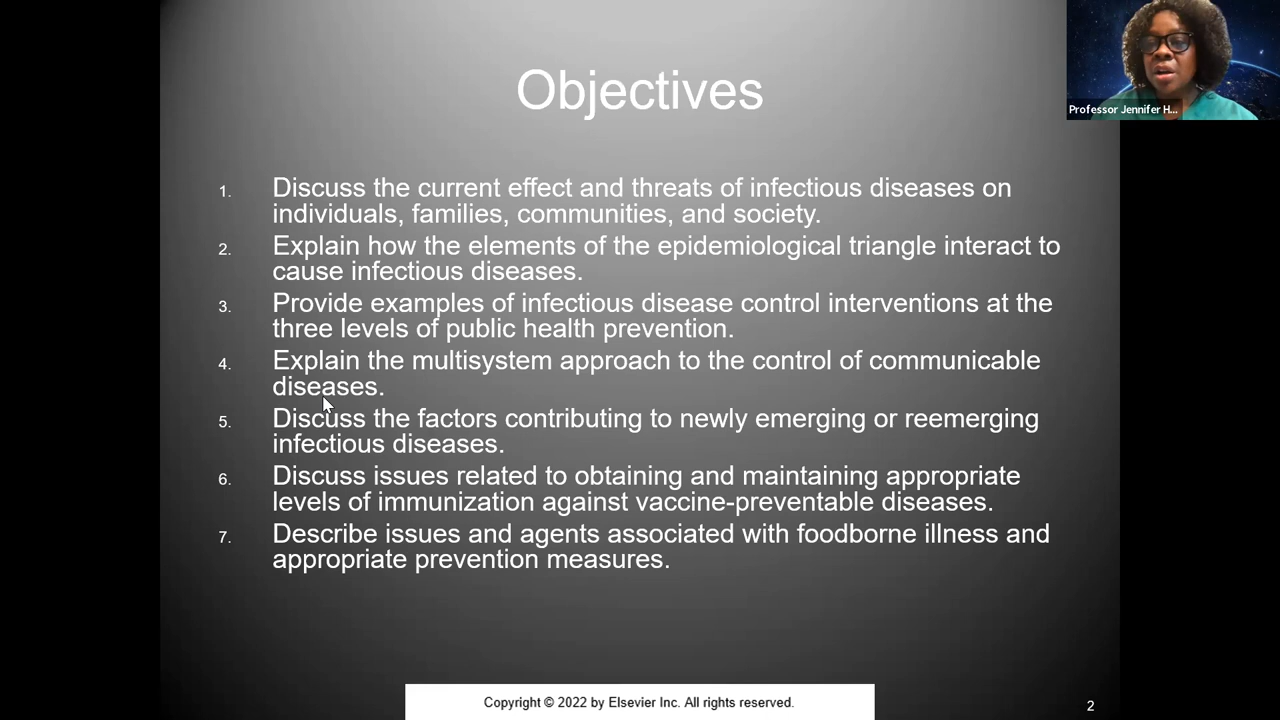 Objectives
Professor Jennifer H...
1. Discuss the current effect and threats of infectious diseases on
individuals, families, communities, and society.
2. Explain how the elements of the epidemiological triangle interact to
cause infectious diseases.
3. Provide examples of infectious disease control interventions at the
three levels of public health prevention.
4. Explain the multisystem approach to the control of communicable
diseases.
5. Discuss the factors contributing to newly emerging or reemerging
infectious diseases.
6. Discuss issues related to obtaining and maintaining appropriate
levels of immunization against vaccine-preventable diseases.
7. Describe issues and agents associated with foodborne illness and
appropriate prevention measures.
Copyright © 2022 by Elsevier Inc. All rights reserved.
2